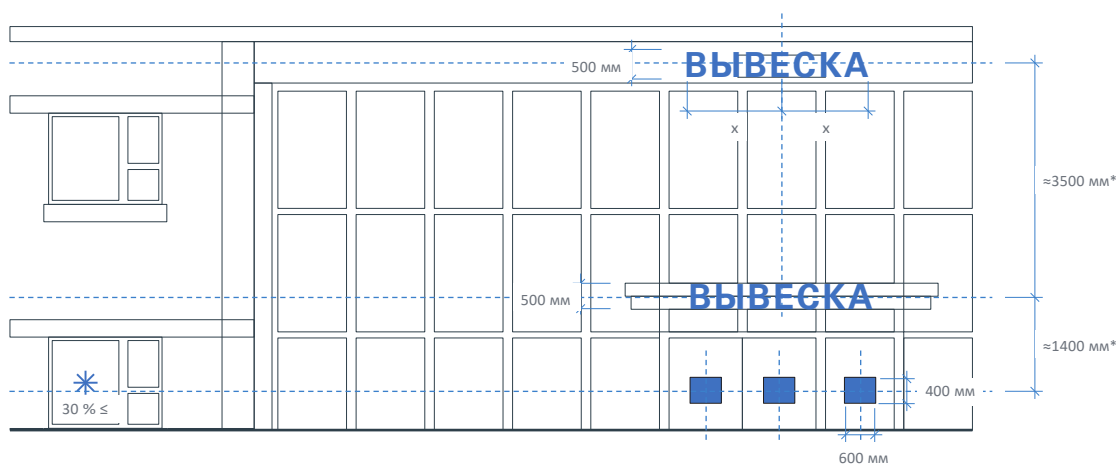 500 мм
ВЫВЕСКА
x
x
≈3500 мм*
500 мм
ВЫВЕСКА
≈1400 мм*
30 % ≤
400 мм
600 мм